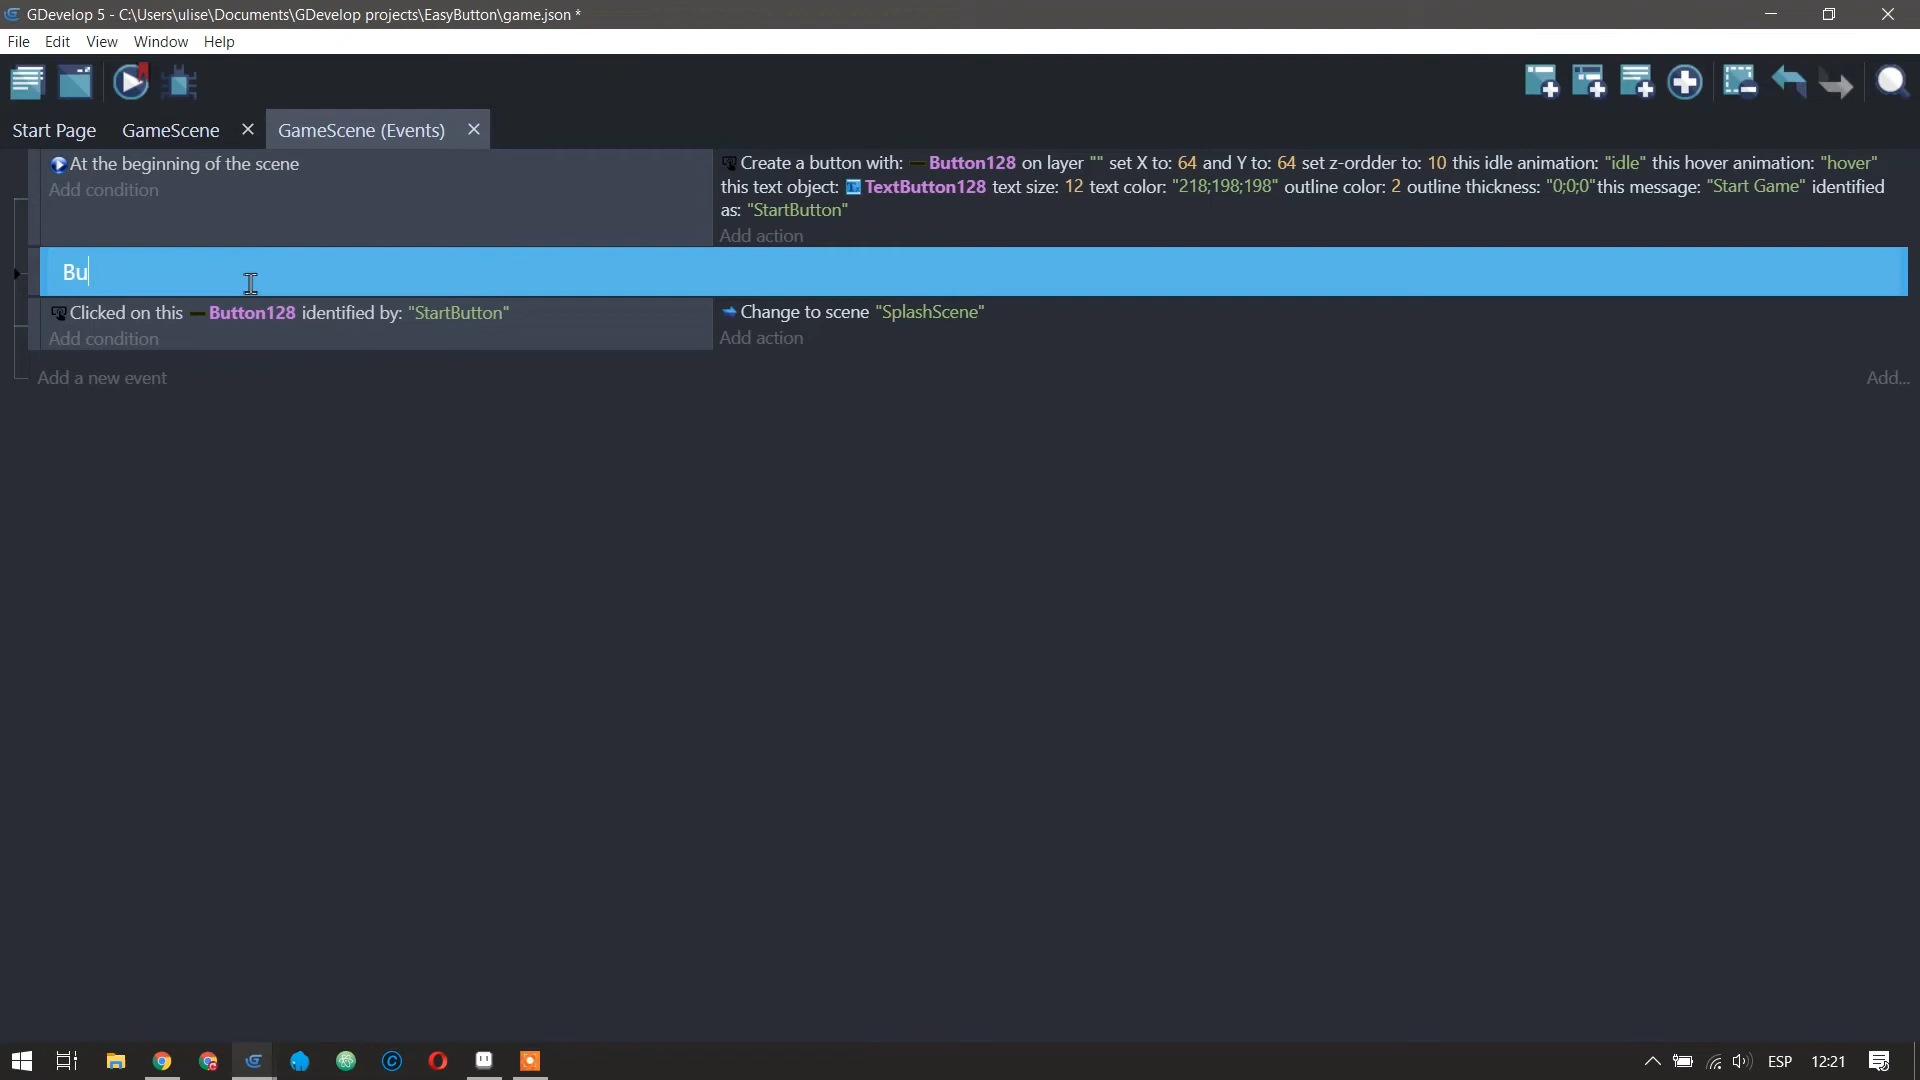 GDevelop 5 - C:\Users\ulise\Documents\GDevelop projects\EasyButton\game.json *
File Edit View Window Help
Start Page GameScene GameScene (Events)
At the beginning of the scene
Add condition
Create a button with: Button128 on layer "" set X to: 64 and Y to: 64 set z-ordder to: 10 this idle animation: "idle" this hover animation: "hover"
this text object: TextButton128 text size: 12 text color: "218;198;198" outline color: 2 outline thickness: "0;0;0"this message: "Start Game" identified
as: "StartButton"
Add action
Bu
Clicked on this Button128 identified by: "StartButton"
Add condition
Change to scene "SplashScene"
Add action
Add a new event
Add...
ESP 12:21